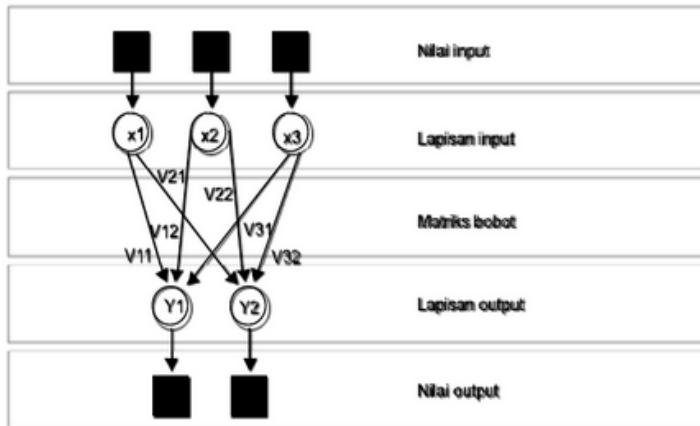 Nilai input
x1 x2 x3
Lapisan input
V21
V22
V12
V31
Matriks bobot
V11
V32
Y1 Y2
Lapisan output
Nilai output